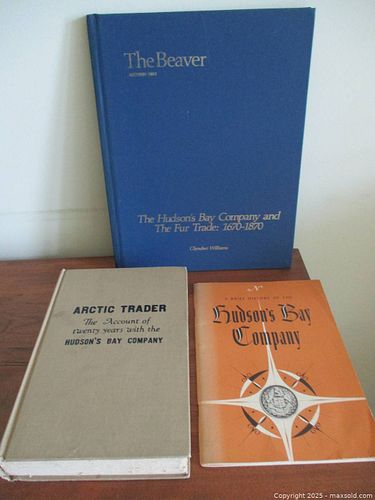 The Beaver
AUTUMN 1983
The Hudson's Bay Company and
The Fur Trade: 1670-1870
Glyndwr Williams
ARCTIC TRADER
The Account of
twenty years with the
HUDSON'S BAY COMPANY
A BRIEF HISTORY OF THE
Hudson's Bay
Company
Copyright © 2025 - maxsold.com